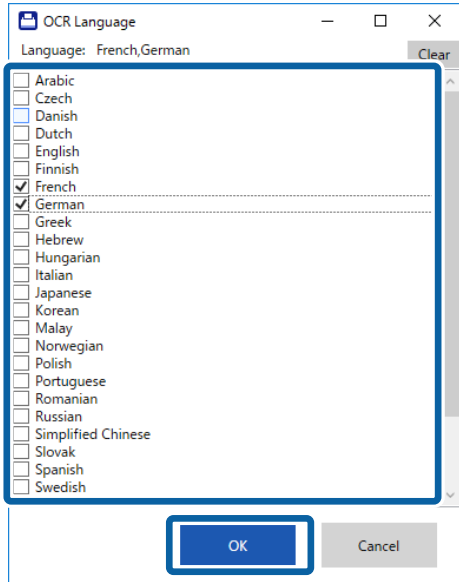 OCR Language
Language: French,German
Clear
Arabic
Czech
Danish
Dutch
English
Finnish
French
German
Greek
Hebrew
Hungarian
Italian
Japanese
Korean
Malay
Norwegian
Polish
Portuguese
Romanian
Russian
Simplified Chinese
Slovak
Spanish
Swedish
OK Cancel